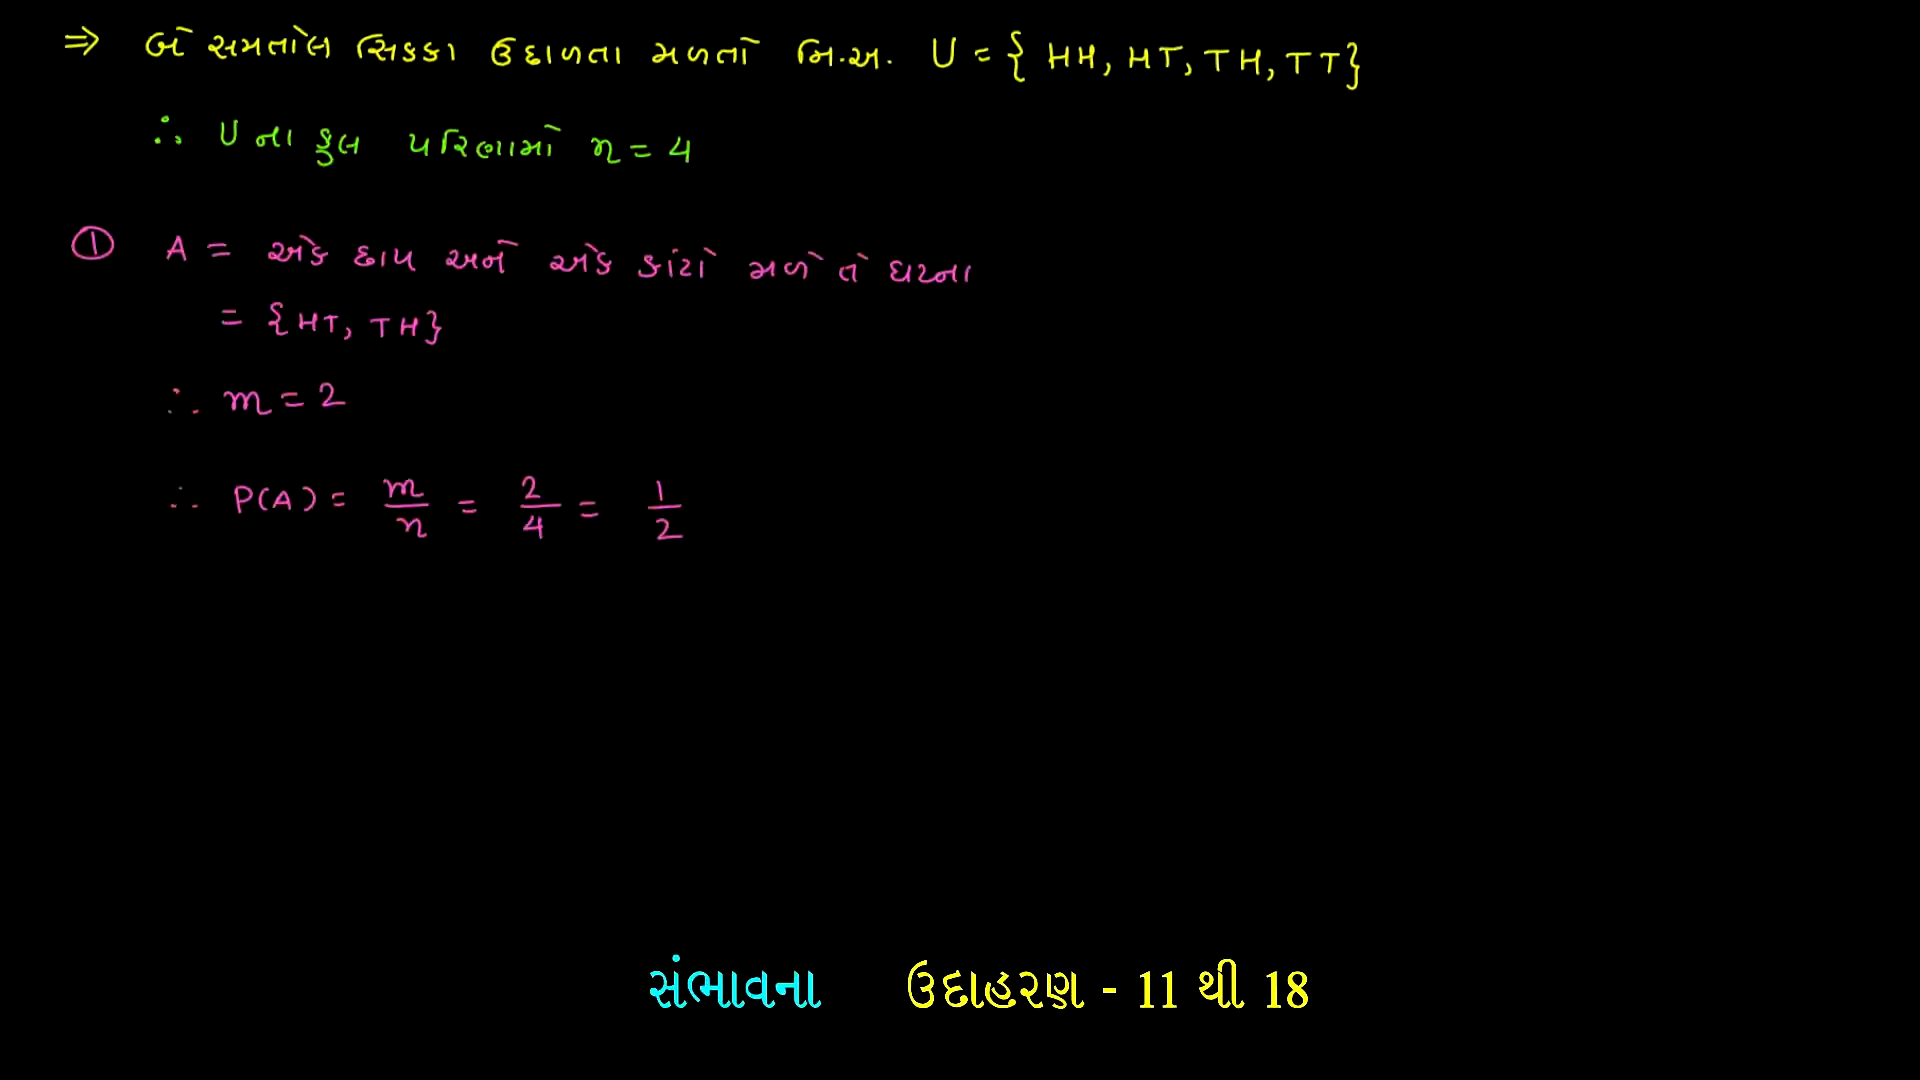 ⇒ બે સમતોલ સિક્કા ઉછાળતા મળતો નિ.અ. U = { HH, HT, TH, TT}
∴ U ના કુલ પરિણામો n = 4
① A = એક છાપ અને એક કાંટો મળે તે ઘટના
= {HT, TH}
∴ m = 2
∴ P(A) = m/n = 2/4 = 1/2
સંભાવના ઉદાહરણ - 11 થી 18